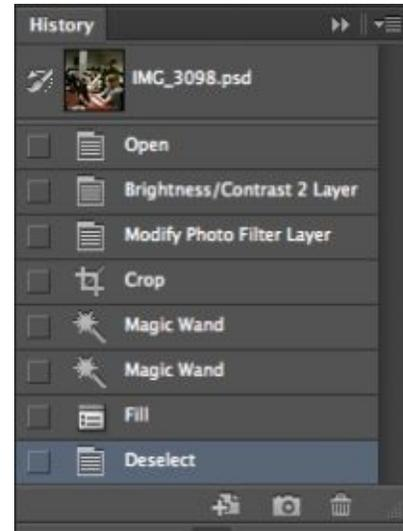 History
IMG_3098.psd
Open
Brightness/Contrast 2 Layer
Modify Photo Filter Layer
Crop
Magic Wand
Magic Wand
Fill
Deselect